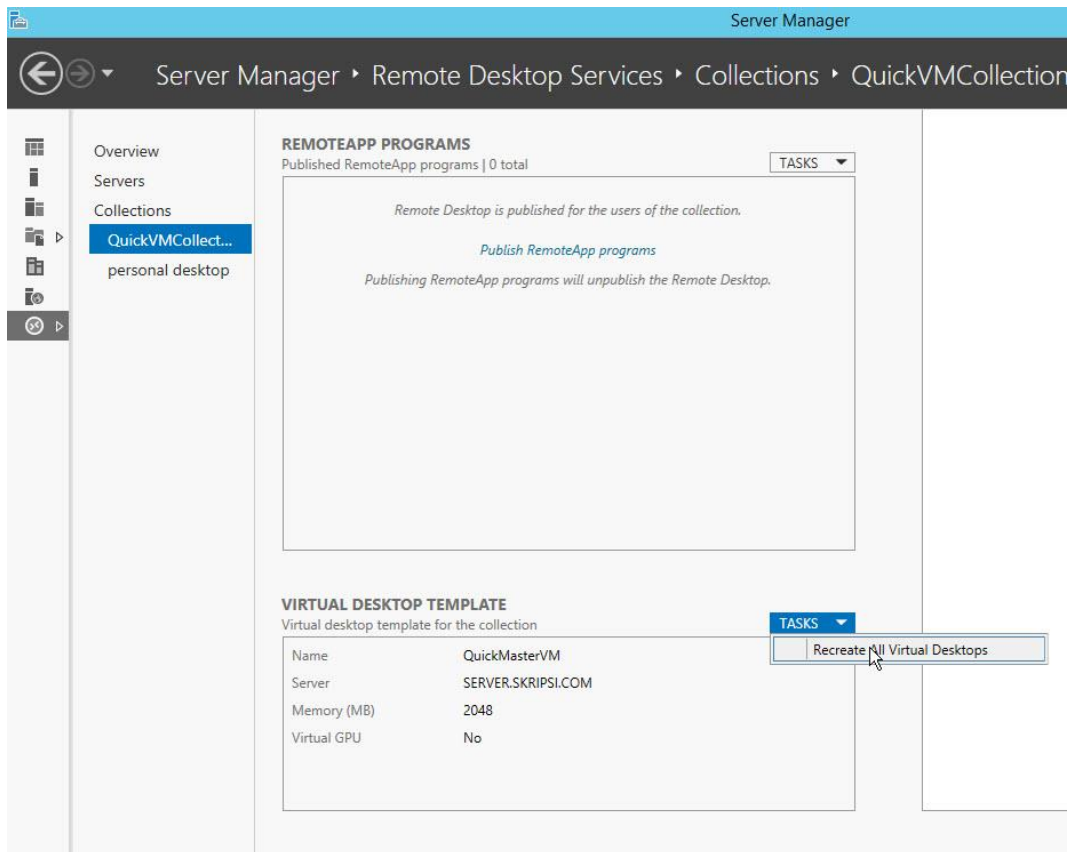 Server Manager
Server Manager ‣ Remote Desktop Services ‣ Collections ‣ QuickVMCollection
Overview
Servers
Collections
QuickVMCollect...
personal desktop
REMOTEAPP PROGRAMS
Published RemoteApp programs | 0 total
TASKS
Remote Desktop is published for the users of the collection.
Publish RemoteApp programs
Publishing RemoteApp programs will unpublish the Remote Desktop.
VIRTUAL DESKTOP TEMPLATE
Virtual desktop template for the collection
TASKS
Recreate All Virtual Desktops
Name QuickMasterVM
Server SERVER.SKRIPSI.COM
Memory (MB) 2048
Virtual GPU No